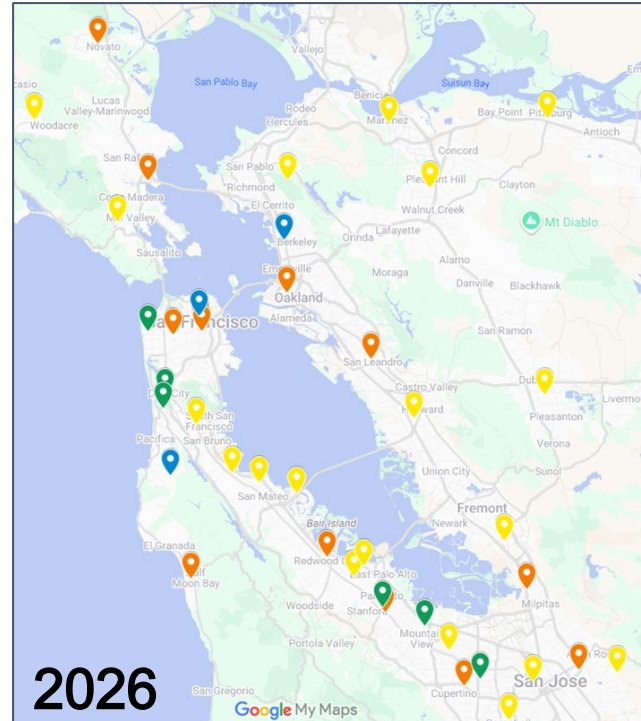 Novato
Vallejo
San Pablo Bay
Suisun Bay
Benicia
Lucas
Valley-Marinwood
Woodacre
Rodeo
Hercules
Martinez
Bay Point
Pittsburg
Antioch
Concord
San Rafael
San Pablo
Richmond
Pleasant Hill
Clayton
Corte Madera
Mill Valley
El Cerrito
Walnut Creek
Mt Diablo
Berkeley
Orinda
Lafayette
Sausalito
Alamo
Emeryville
Moraga
Danville
Blackhawk
Oakland
Alameda
San Francisco
San Ramon
San Leandro
Daly City
Dublin
Castro Valley
Livermore
Hayward
South San
Francisco
Pleasanton
Pacifica
San Bruno
Verona
Union City
Sunol
San Mateo
Fremont
Bair Island
Newark
El Granada
Redwood City
East Palo Alto
Half
Moon Bay
Palo Alto
Stanford
Milpitas
Woodside
Mountain
View
Portola Valley
San Jose
Cupertino
San Gregorio
2026
Google My Maps